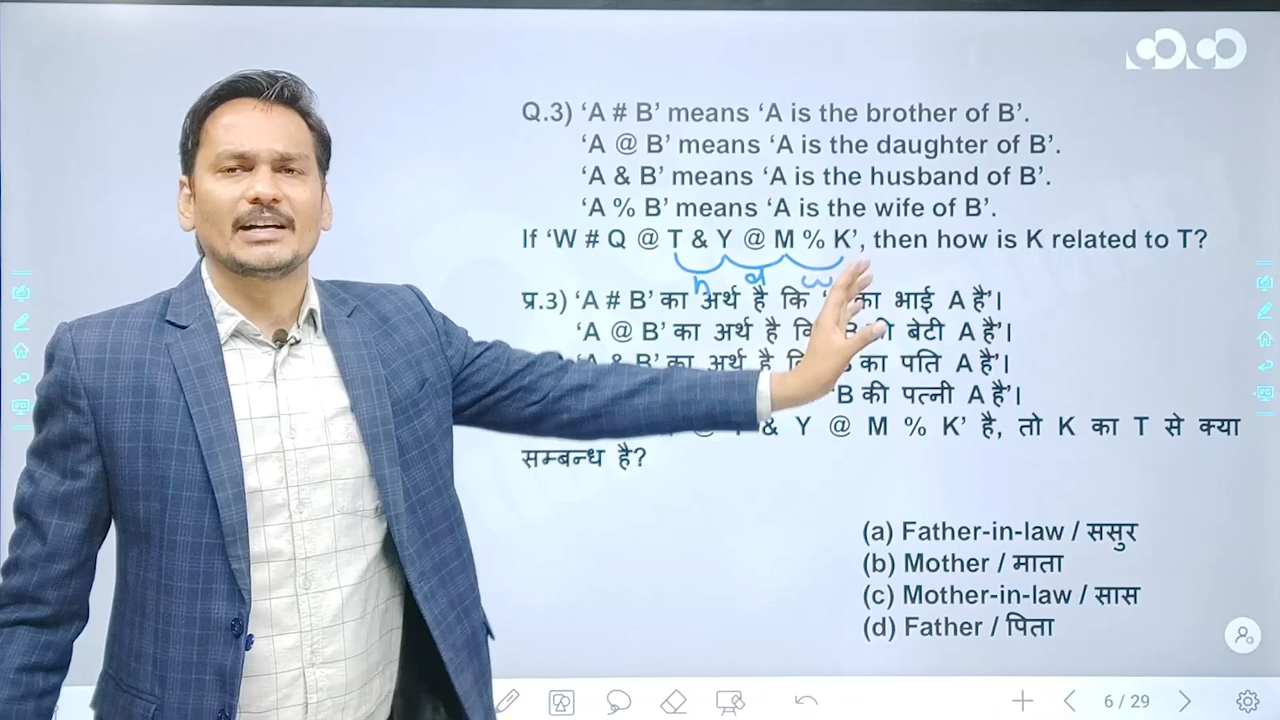 Q.3) ‘A # B’ means ‘A is the brother of B’.
‘A @ B’ means ‘A is the daughter of B’.
‘A & B’ means ‘A is the husband of B’.
‘A % B’ means ‘A is the wife of B’.
If ‘W # Q @ T & Y @ M % K’, then how is K related to T?
h d w
प्र.3) ‘A # B’ का अर्थ है कि का भाई A है’।
‘A @ B’ का अर्थ है कि B की बेटी A है’।
‘A & B’ का अर्थ है कि का पति A है’।
‘B की पत्नी A है’।
& Y @ M % K’ है, तो K का T से क्या
सम्बन्ध है?
(a) Father-in-law / ससुर
(b) Mother / माता
(c) Mother-in-law / सास
(d) Father / पिता
6 / 29